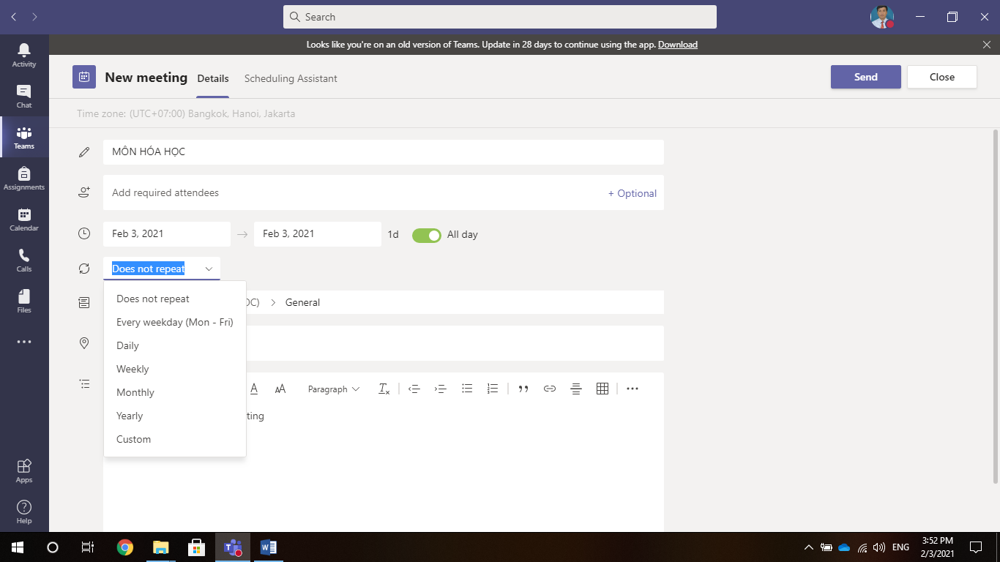 Search
Looks like you're on an old version of Teams. Update in 28 days to continue using the app. Download
Activity
Chat
Teams
Assignments
Calendar
Calls
Files
Apps
Help
New meeting Details Scheduling Assistant Send Close
Time zone: (UTC+07:00) Bangkok, Hanoi, Jakarta
MÔN HÓA HỌC
Add required attendees + Optional
Feb 3, 2021 Feb 3, 2021 1d All day
Does not repeat
Does not repeat
Every weekday (Mon - Fri)
Daily
Weekly
Monthly
Yearly
Custom
ỌC) > General
A AA Paragraph
ting
ENG 3:52 PM
2/3/2021